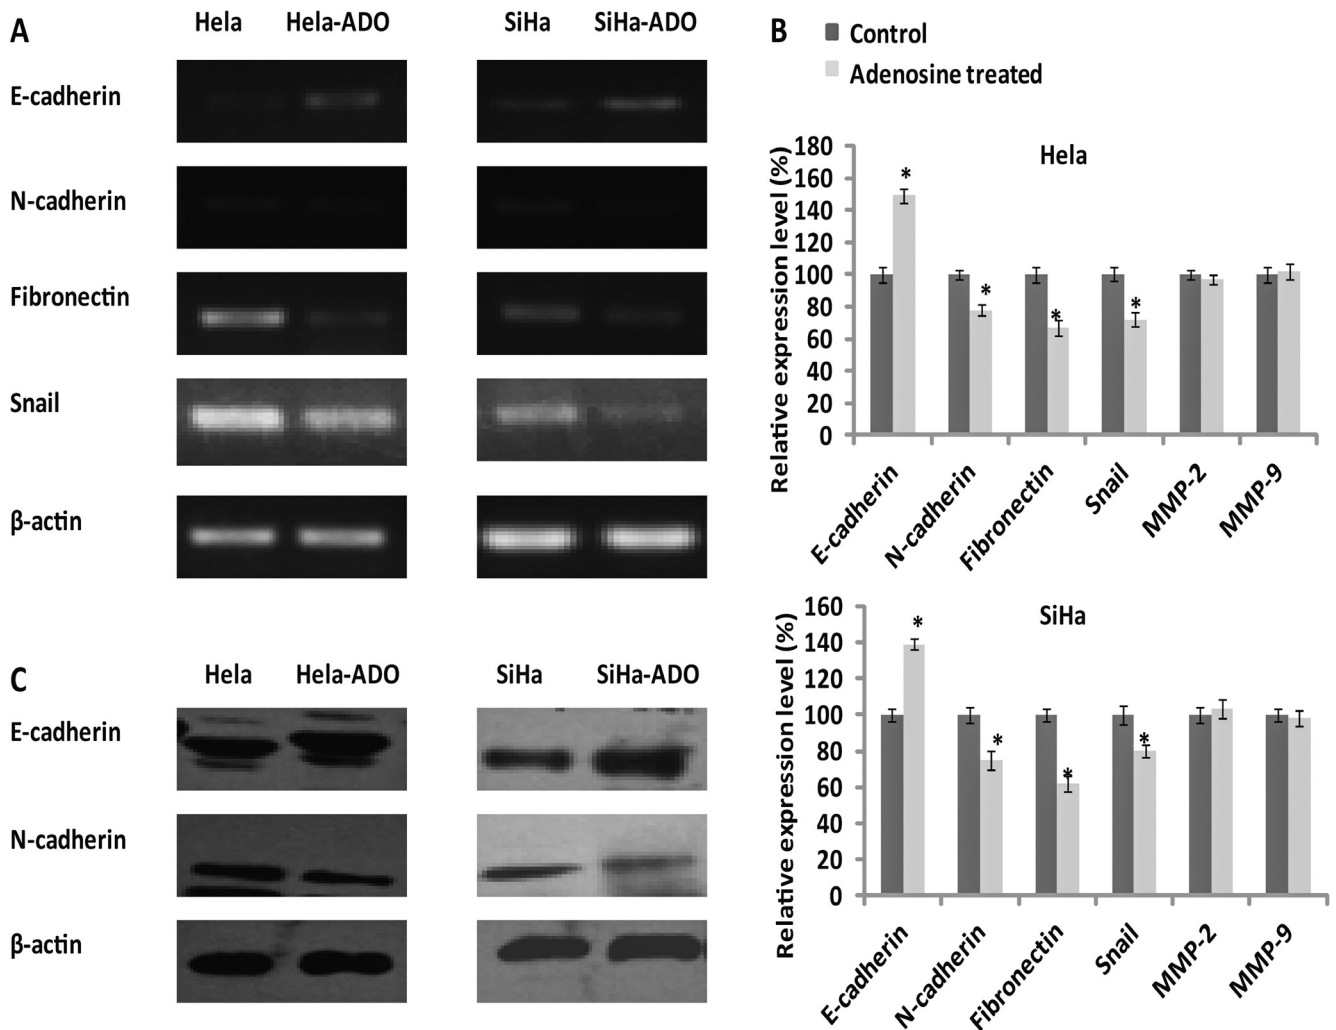 A
Hela Hela-ADO SiHa SiHa-ADO
E-cadherin
N-cadherin
Fibronectin
Snail
β-actin
B
Control
Adenosine treated
Relative expression level (%)
Hela
180
160
140
120
100
80
60
40
20
0
* * * *
E-cadherin N-cadherin Fibronectin Snail MMP-2 MMP-9
Relative expression level (%)
SiHa
160
140
120
100
80
60
40
20
0
* * * *
E-cadherin N-cadherin Fibronectin Snail MMP-2 MMP-9
C
Hela Hela-ADO SiHa SiHa-ADO
E-cadherin
N-cadherin
β-actin